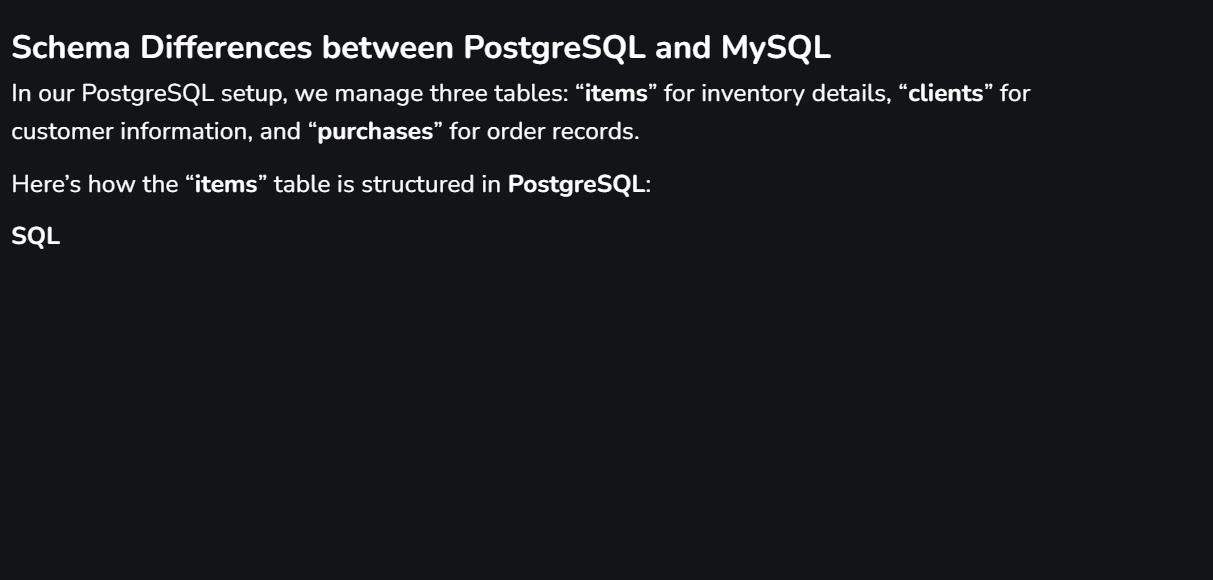 Schema Differences between PostgreSQL and MySQL
In our PostgreSQL setup, we manage three tables: “items” for inventory details, “clients” for
customer information, and “purchases” for order records.
Here’s how the “items” table is structured in PostgreSQL:
SQL